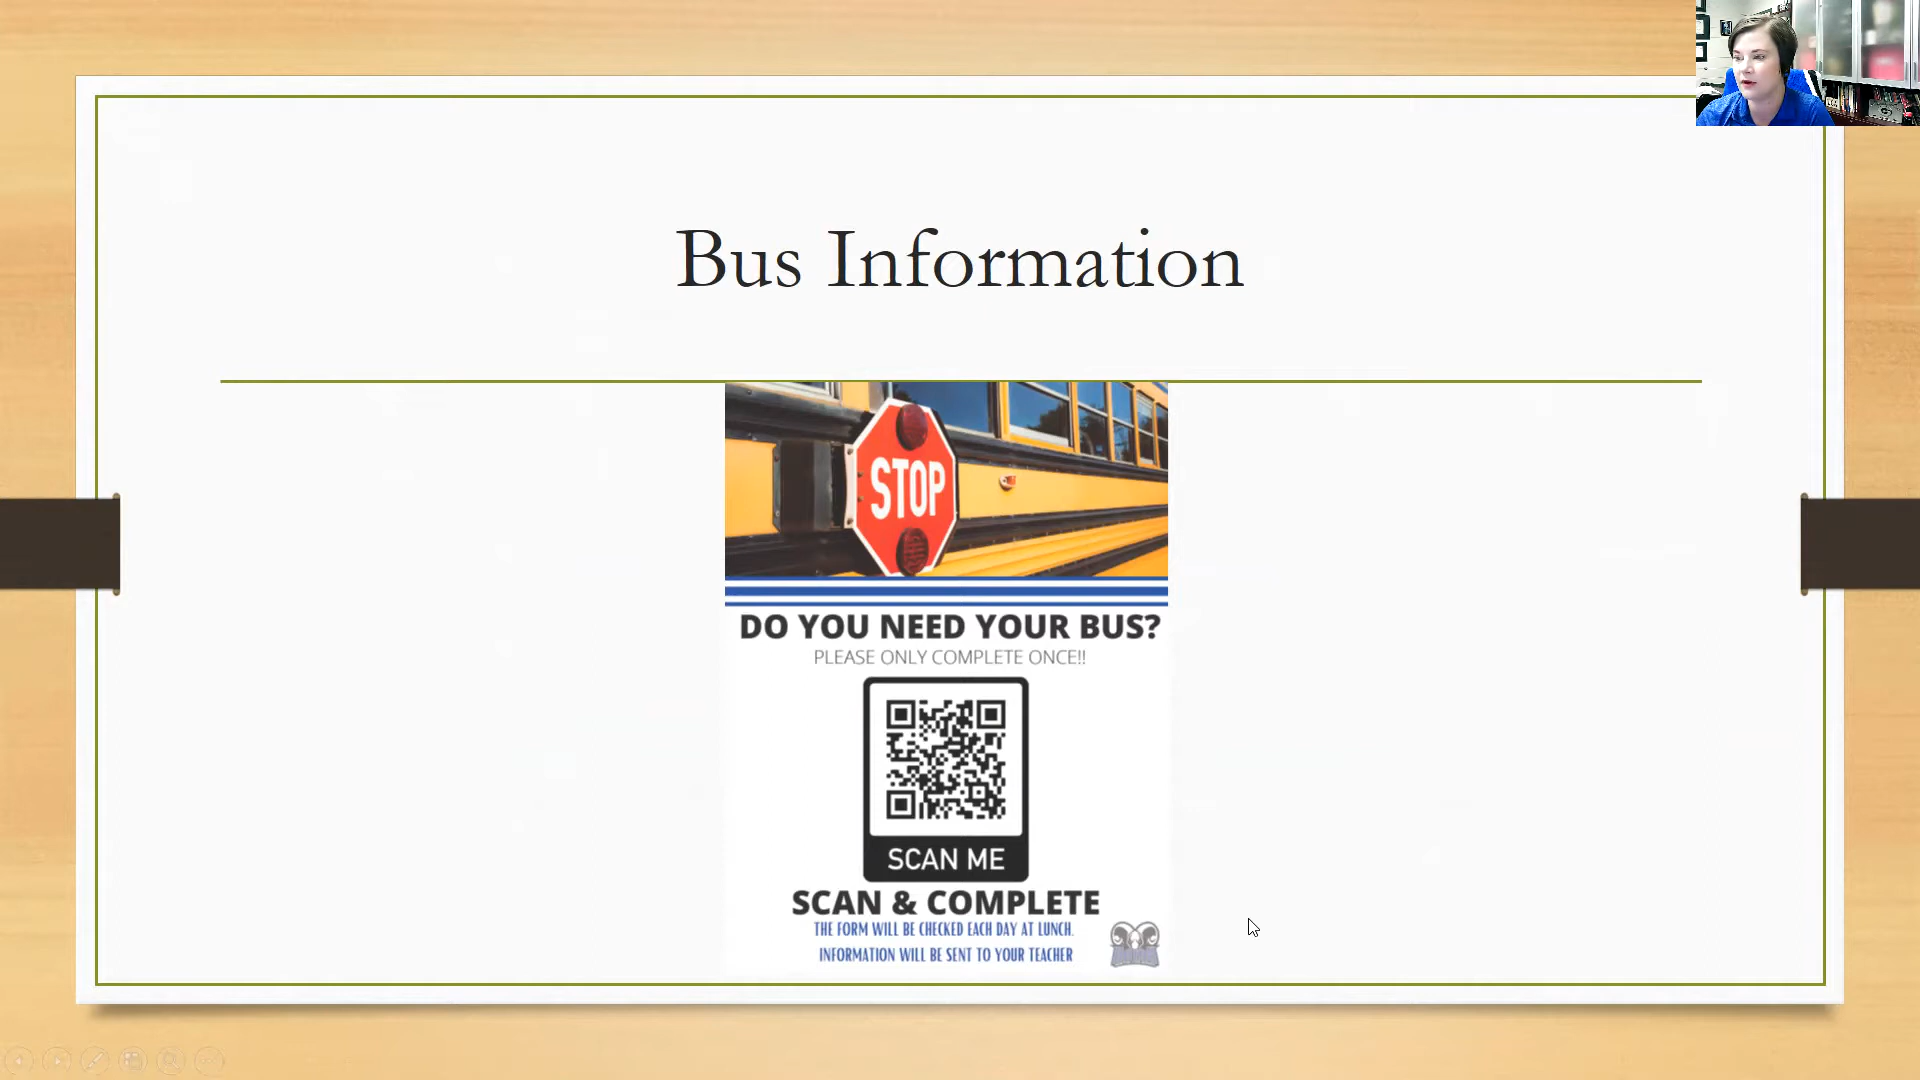 Bus Information
STOP
DO YOU NEED YOUR BUS?
PLEASE ONLY COMPLETE ONCE!!
SCAN ME
SCAN & COMPLETE
THE FORM WILL BE CHECKED EACH DAY AT LUNCH.
INFORMATION WILL BE SENT TO YOUR TEACHER